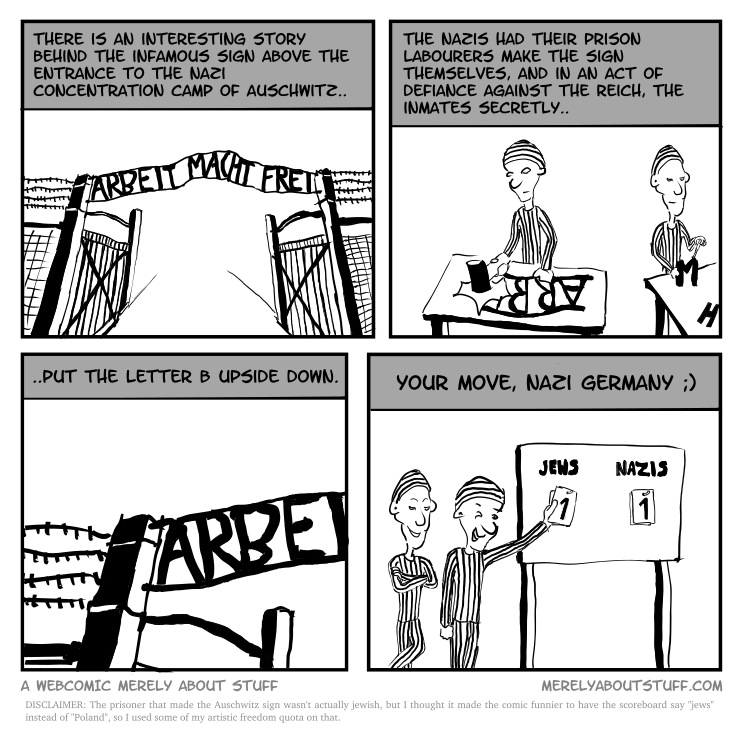 THERE IS AN INTERESTING STORY
BEHIND THE INFAMOUS SIGN ABOVE THE
ENTRANCE TO THE NAZI
CONCENTRATION CAMP OF AUSCHWITZ..
ARBEIT MACHT FREI
THE NAZIS HAD THEIR PRISON
LABOURERS MAKE THE SIGN
THEMSELVES, AND IN AN ACT OF
DEFIANCE AGAINST THE REICH, THE
INMATES SECRETLY..
ARB
M
H
..PUT THE LETTER B UPSIDE DOWN.
ARBEI
YOUR MOVE, NAZI GERMANY ;)
JEWS NAZIS
1 1
A WEBCOMIC MERELY ABOUT STUFF
MERELYABOUTSTUFF.COM
DISCLAIMER: The prisoner that made the Auschwitz sign wasn't actually jewish, but I thought it made the comic funnier to have the scoreboard say "jews"
instead of "Poland", so I used some of my artistic freedom quota on that.